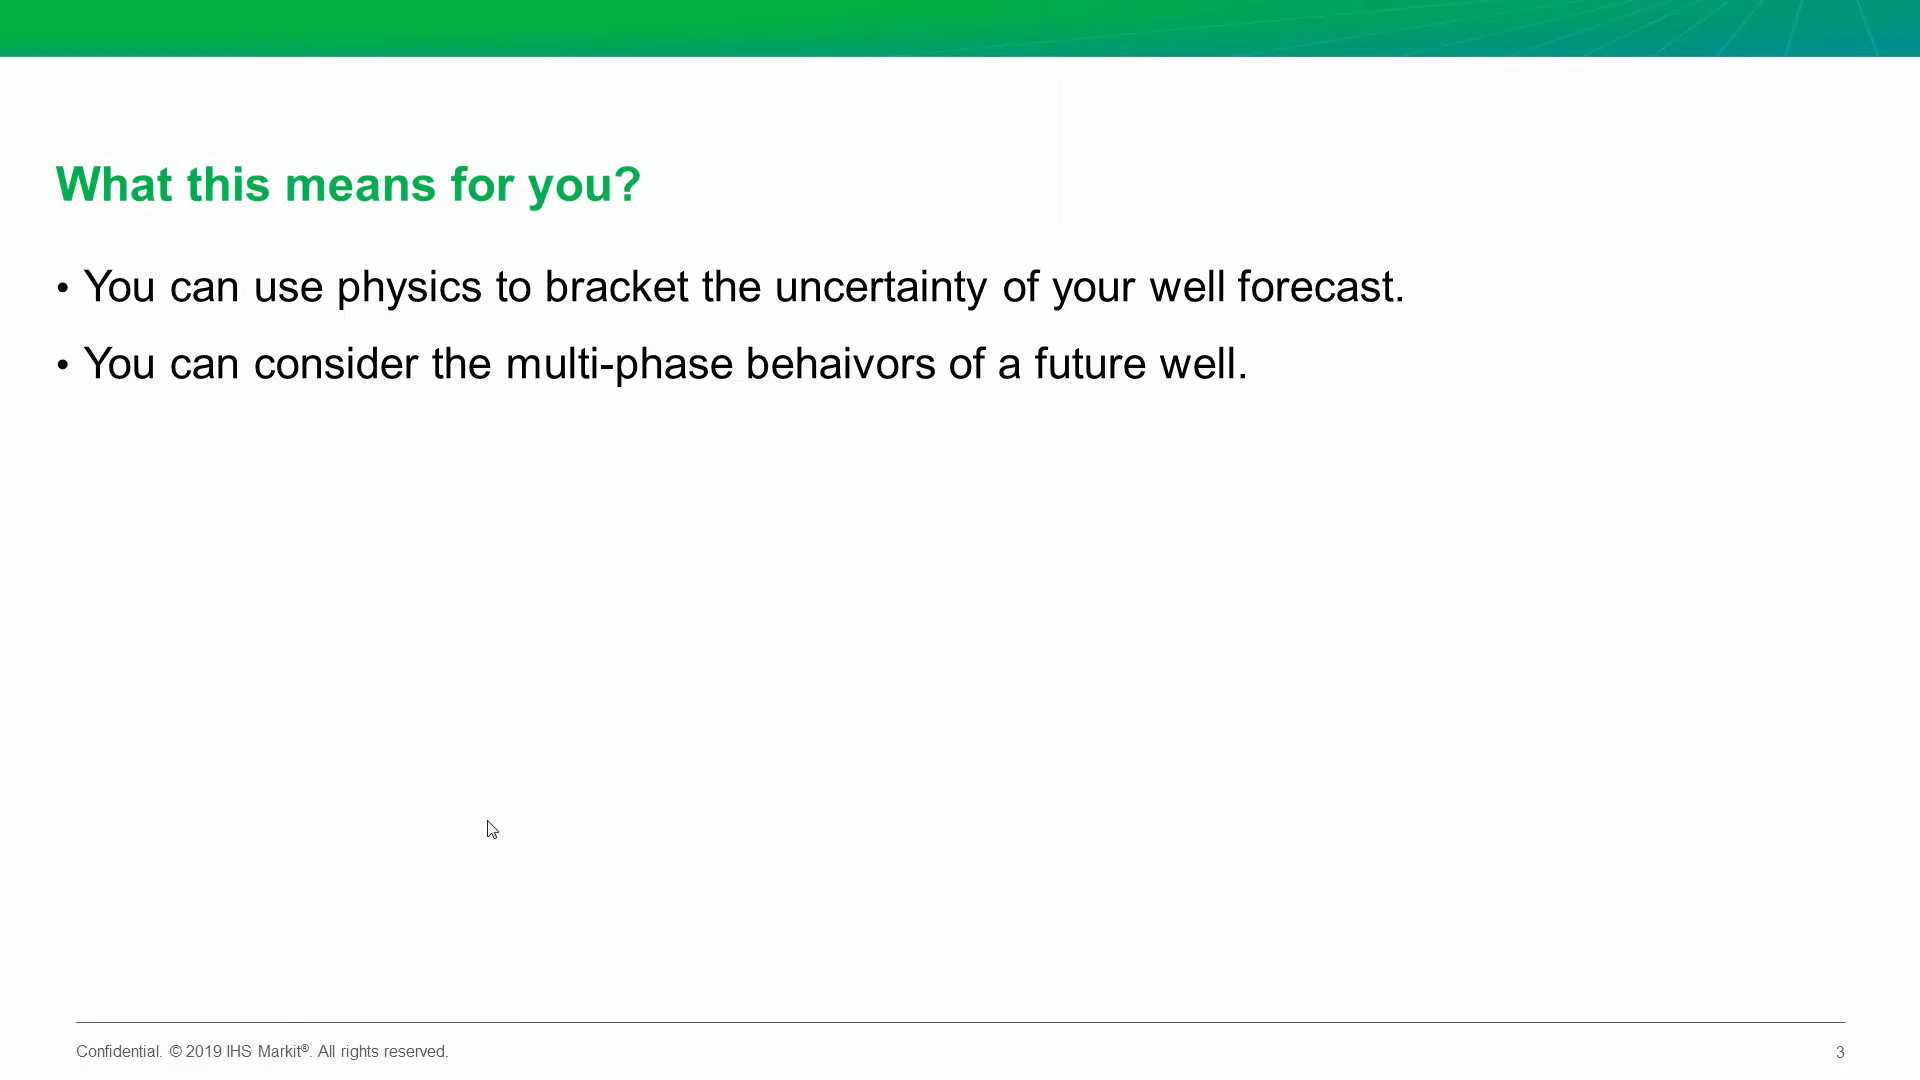 What this means for you?
• You can use physics to bracket the uncertainty of your well forecast.
• You can consider the multi-phase behaivors of a future well.
Confidential. © 2019 IHS Markit®. All rights reserved.
3